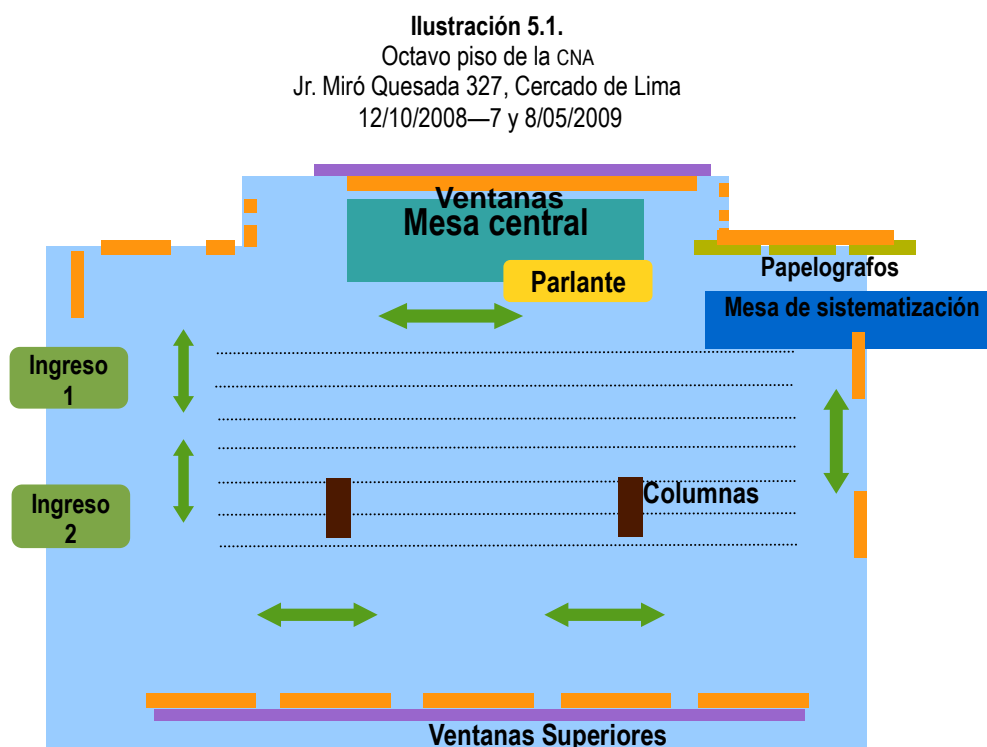 Ilustración 5.1.
Octavo piso de la CNA
Jr. Miró Quesada 327, Cercado de Lima
12/10/2008—7 y 8/05/2009
Ventanas
Mesa central
Parlante
Papelografos
Mesa de sistematización
Ingreso
1
Ingreso
2
Columnas
Ventanas Superiores